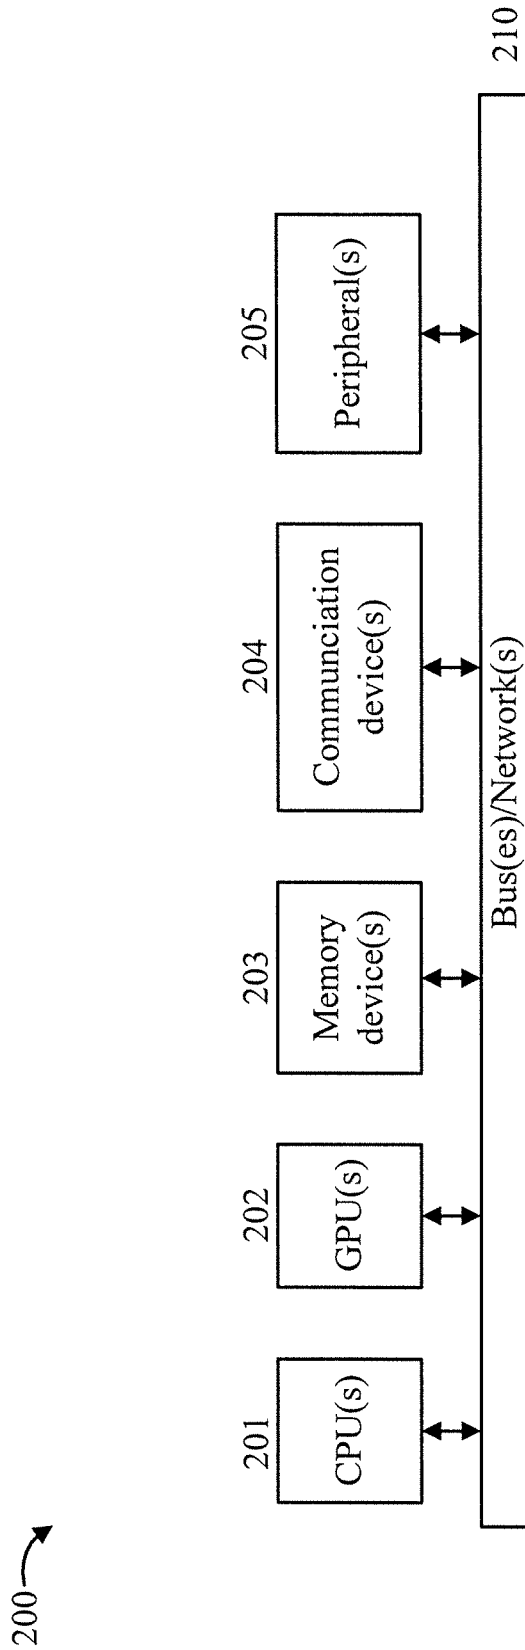 200
201
202
203
204
205
CPU(s)
GPU(s)
Memory
device(s)
Communciation
device(s)
Peripheral(s)
Bus(es)/Network(s)
210